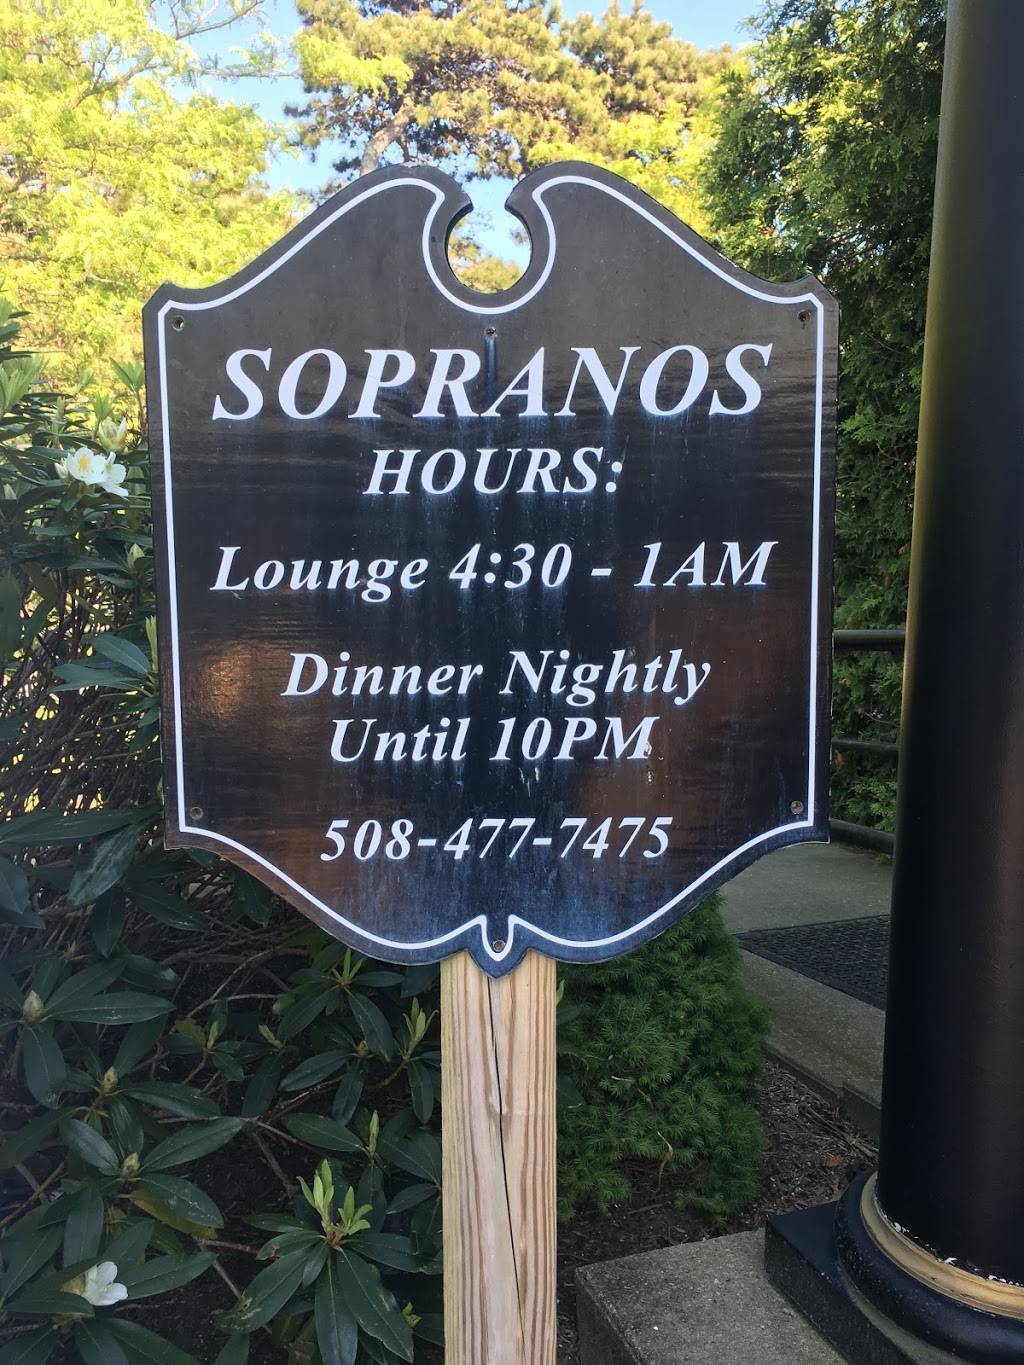 SOPRANOS
HOURS:
Lounge 4:30 - 1AM
Dinner Nightly
Until 10PM
508-477-7475